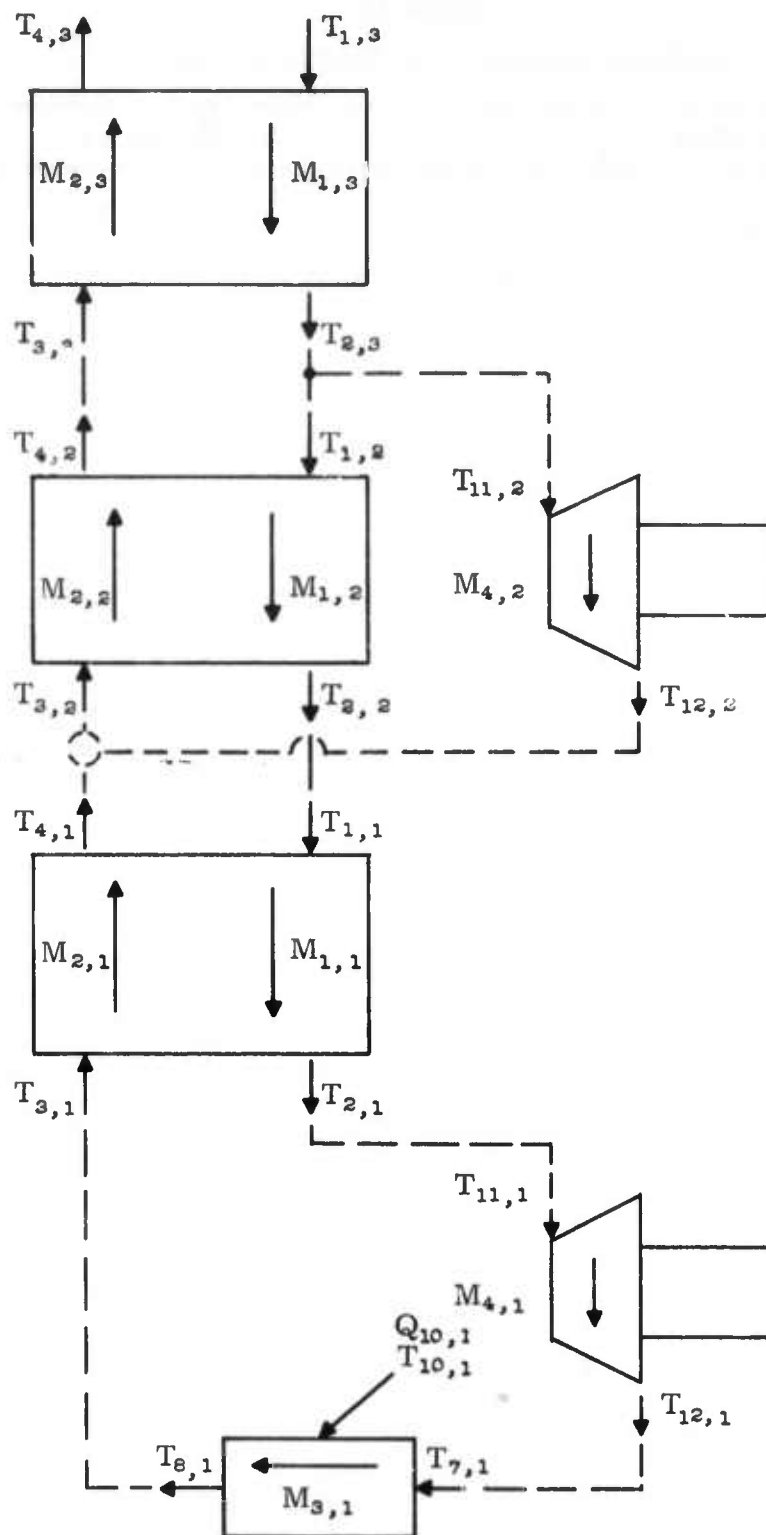 T4,3 T1,3
M2,3 M1,3
T3, T2,3
T4,2 T1,2
T11,2
M2,2 M1,2 M4,2
T3,2 T2,2 T12,2
T4,1 T1,1
M2,1 M1,1
T3,1 T2,1
T11,1
M4,1
Q10,1
T10,1
T12,1
T8,1 T7,1
M3,1